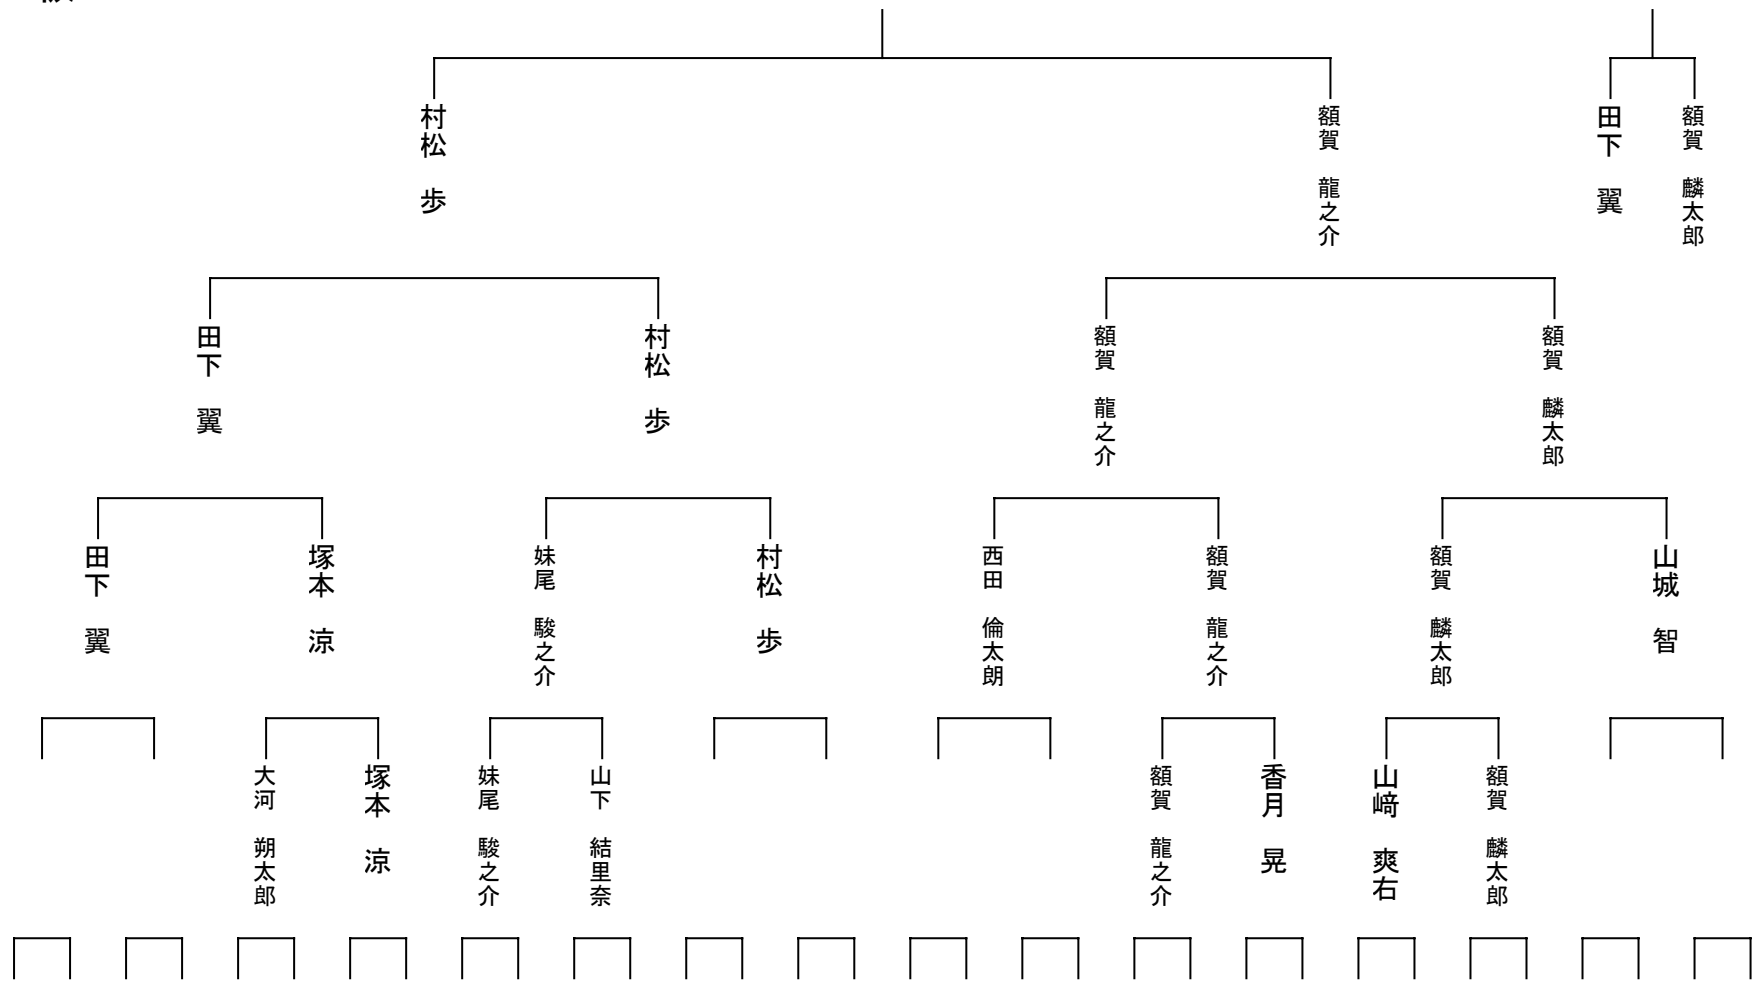 村松 歩
額賀 龍之介
田下 翼
額賀 麟太郎
田下 翼
村松 歩
額賀 龍之介
額賀 麟太郎
田下 翼
塚本 涼
妹尾 駿之介
村松 歩
西田 倫太朗
額賀 龍之介
額賀 麟太郎
山城 智
大河 朔太郎
塚本 涼
妹尾 駿之介
山下 結里奈
額賀 龍之介
香月 晃
山﨑 爽右
額賀 麟太郎